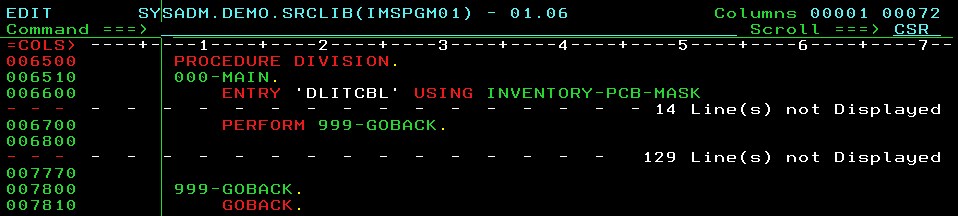 EDIT       SYSADM.DEMO.SRCLIB(IMSPGM01) - 01.06                  Columns 00001 00072
Command ===>                                                        Scroll ===> CSR
=COLS> ----+----1----+----2----+----3----+----4----+----5----+----6----+----7--
006500        PROCEDURE DIVISION.
006510        000-MAIN.
006600            ENTRY 'DLITCBL' USING INVENTORY-PCB-MASK
- - -  -  -  -  -  -  -  -  -  -  -  -  -  -  -  -  -  -  - 14 Line(s) not Displayed
006700            PERFORM 999-GOBACK.
006800
- - -  -  -  -  -  -  -  -  -  -  -  -  -  -  -  -  -  -  129 Line(s) not Displayed
007770
007800        999-GOBACK.
007810            GOBACK.